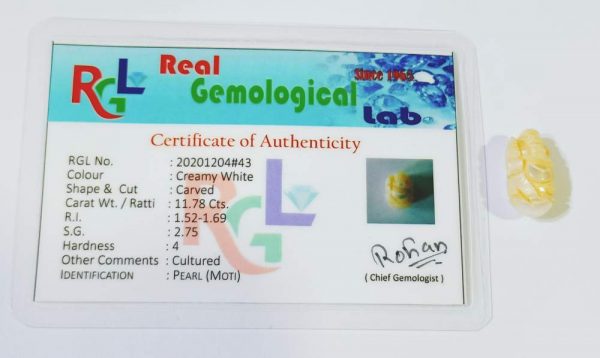 RGL
Real
Gemological
Since 1965
Lab
Certificate of Authenticity
RGL No. : 20201204#43
Colour : Creamy White
Shape & Cut : Carved
Carat Wt. / Ratti : 11.78 Cts.
R.I. : 1.52-1.69
S.G. : 2.75
Hardness : 4
Other Comments : Cultured
IDENTIFICATION : PEARL (MOTI)
RGL
Rohan
( Chief Gemologist )